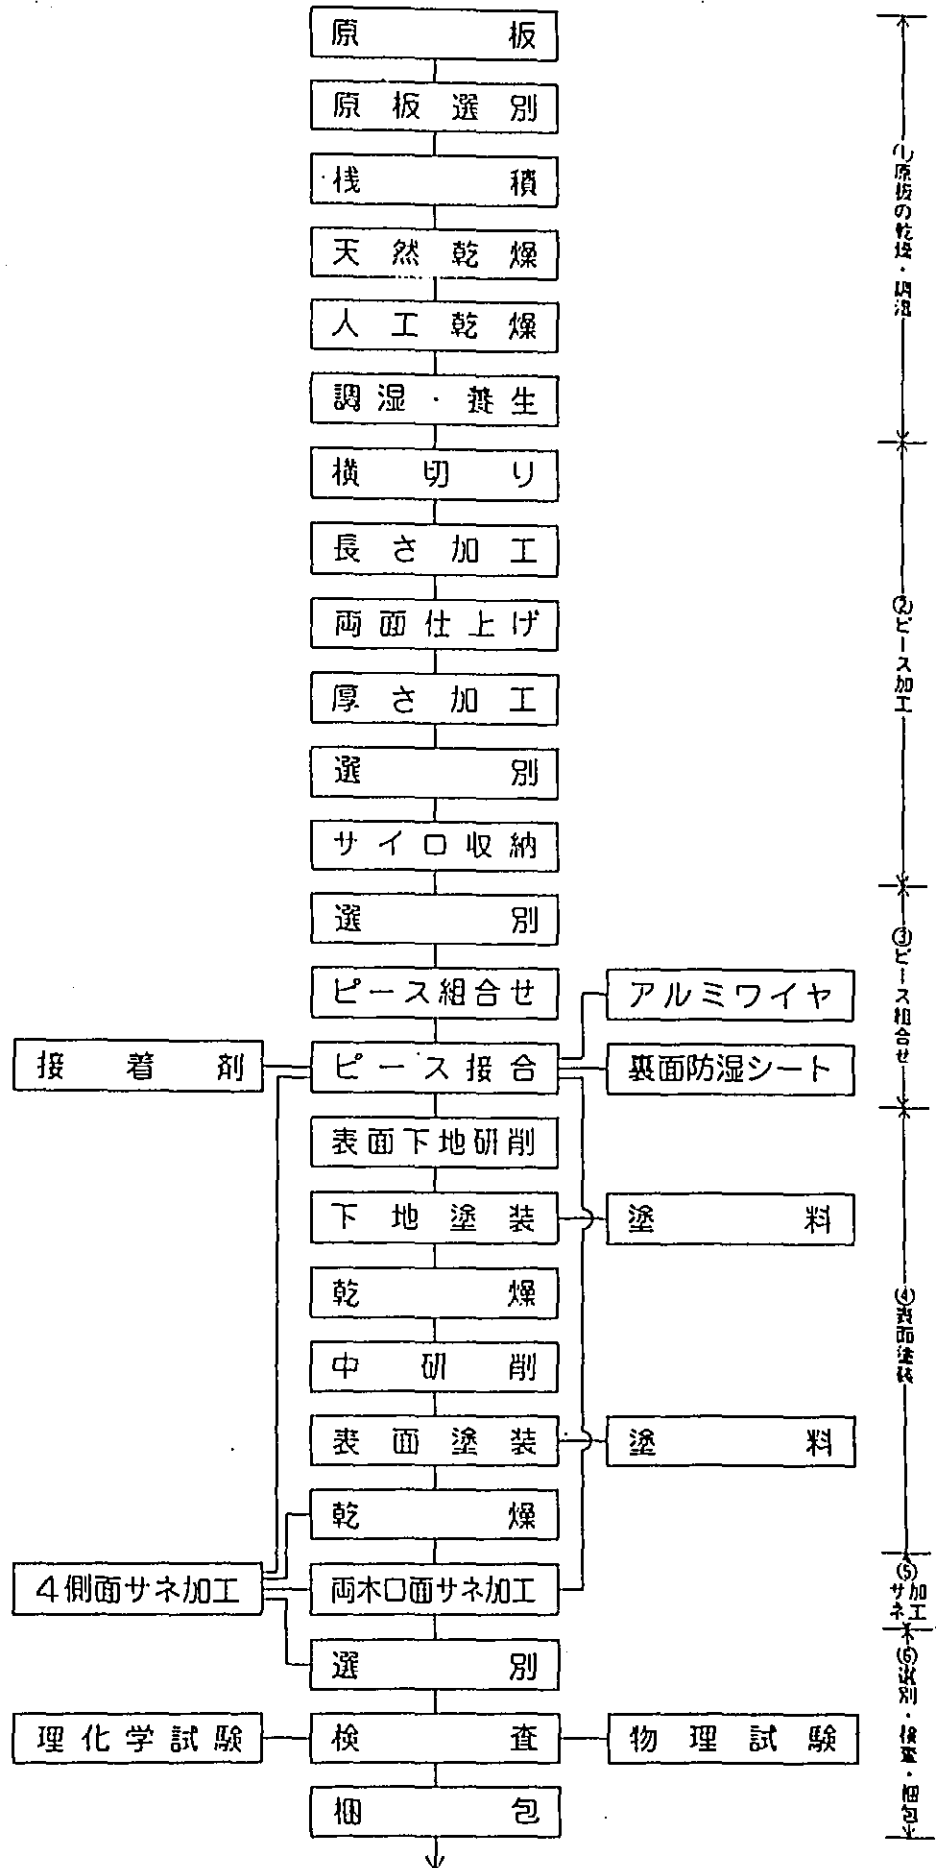 原板
原板選別
桟積
天然乾燥
人工乾燥
調湿・養生
横切り
長さ加工
両面仕上げ
厚さ加工
選別
サイロ収納
選別
ピース組合せ
アルミワイヤ
接着剤
ピース接合
裏面防湿シート
表面下地研削
下地塗装
塗料
乾燥
中研削
表面塗装
塗料
乾燥
4側面サネ加工
両木口面サネ加工
選別
理化学試験
検査
物理試験
梱包
(1)原板の乾燥・調湿
(2)ピース加工
(3)ピース組合せ
(4)表面塗装
(5)サネ加工
(6)選別・検査・梱包